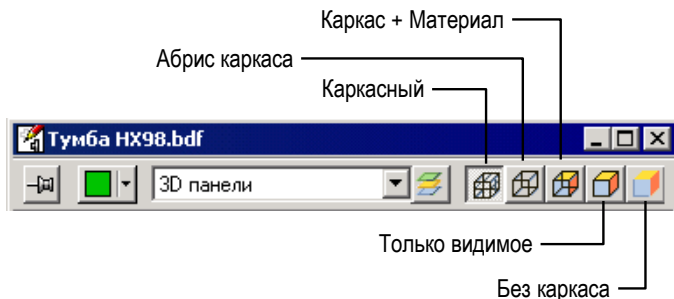 Каркас + Материал
Абрис каркаса
Каркасный
Тумба НХ98.bdf
3D панели
Только видимое
Без каркаса